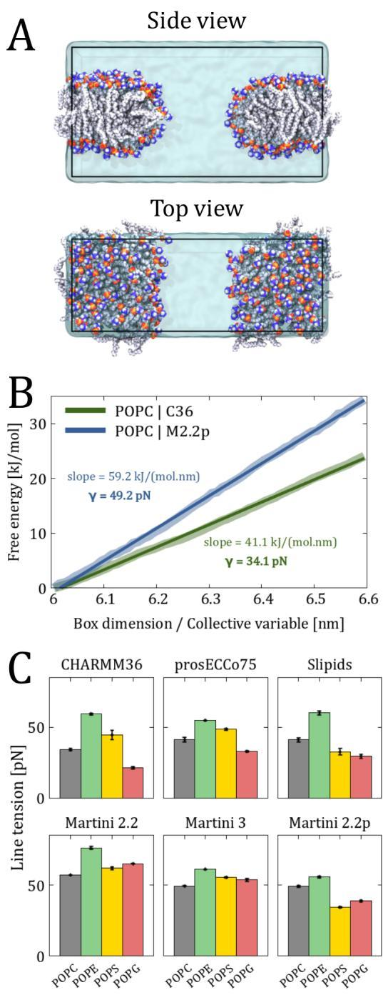 A
Side view
Top view
B
Free energy [kJ/mol]
30
20
10
0
POPC | C36
POPC | M2.2p
slope = 59.2 kJ/(mol.nm)
γ = 49.2 pN
slope = 41.1 kJ/(mol.nm)
γ = 34.1 pN
6 6.1 6.2 6.3 6.4 6.5 6.6
Box dimension / Collective variable [nm]
C
CHARMM36 prosECCo75 Slipids
Line tension [pN]
50
0
Martini 2.2 Martini 3 Martini 2.2p
50
0
POPC POPE POPS POPG POPC POPE POPS POPG POPC POPE POPS POPG